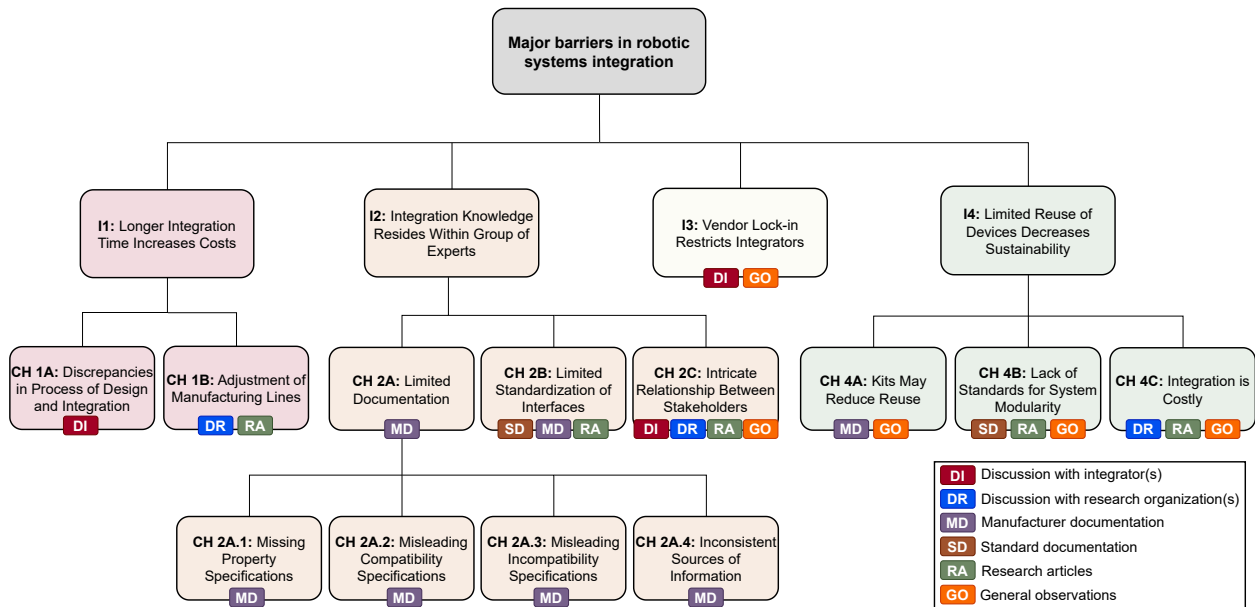 Major barriers in robotic
systems integration
I1: Longer Integration
Time Increases Costs
I2: Integration Knowledge
Resides Within Group of
Experts
I3: Vendor Lock-in
Restricts Integrators
DI GO
I4: Limited Reuse
of Devices Decreases
Sustainability
CH 1A: Discrepancies
in Process of Design
and Integration
DI
CH 1B: Adjustment of
Manufacturing Lines
DR RA
CH 2A: Limited
Documentation
MD
CH 2B: Limited
Standardization of
Interfaces
SD MD RA
CH 2C: Intricate
Relationship Between
Stakeholders
DI DR RA GO
CH 4A: Kits May
Reduce Reuse
MD GO
CH 4B: Lack of
Standards for System
Modularity
SD RA GO
CH 4C: Integration is
Costly
DR RA GO
CH 2A.1: Missing
Property
Specifications
MD
CH 2A.2: Misleading
Compatibility
Specifications
MD
CH 2A.3: Misleading
Incompatibility
Specifications
MD
CH 2A.4: Inconsistent
Sources of
Information
MD
DI Discussion with integrator(s)
DR Discussion with research organization(s)
MD Manufacturer documentation
SD Standard documentation
RA Research articles
GO General observations